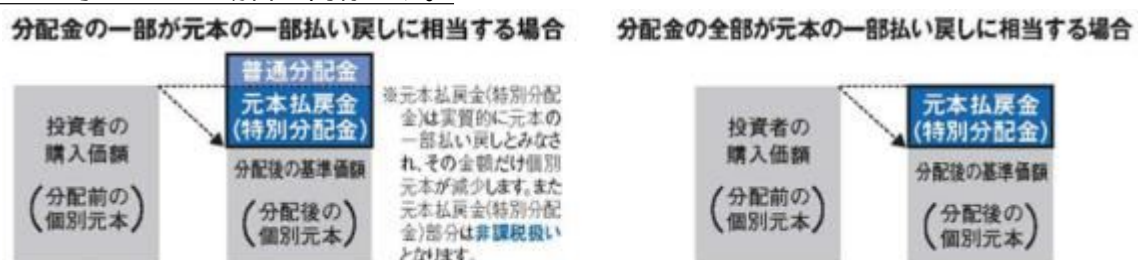 分配金の一部が元本の一部払い戻しに相当する場合
普通分配金
元本払戻金
(特別分配金)
投資者の
購入価額
(分配前の
個別元本)
分配後の基準価額
(分配後の
個別元本)
※元本払戻金(特別分配
金)は実質的に元本の
一部払い戻しとみなさ
れ、その金額だけ個別
元本が減少します。また
元本払戻金(特別分配
金)部分は非課税扱い
となります。
分配金の全部が元本の一部払い戻しに相当する場合
元本払戻金
(特別分配金)
投資者の
購入価額
(分配前の
個別元本)
分配後の基準価額
(分配後の
個別元本)